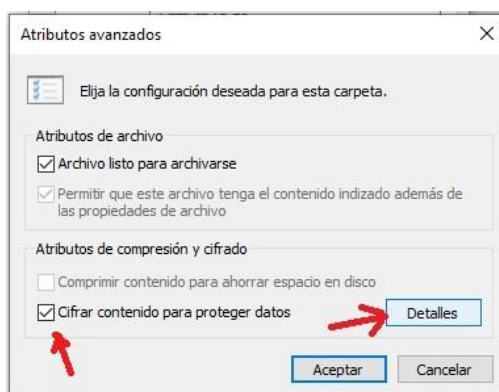 Atributos avanzados
Elija la configuración deseada para esta carpeta.
Atributos de archivo
Archivo listo para archivarse
Permitir que este archivo tenga el contenido indizado además de
las propiedades de archivo
Atributos de compresión y cifrado
Comprimir contenido para ahorrar espacio en disco
Cifrar contenido para proteger datos
Detalles
Aceptar
Cancelar